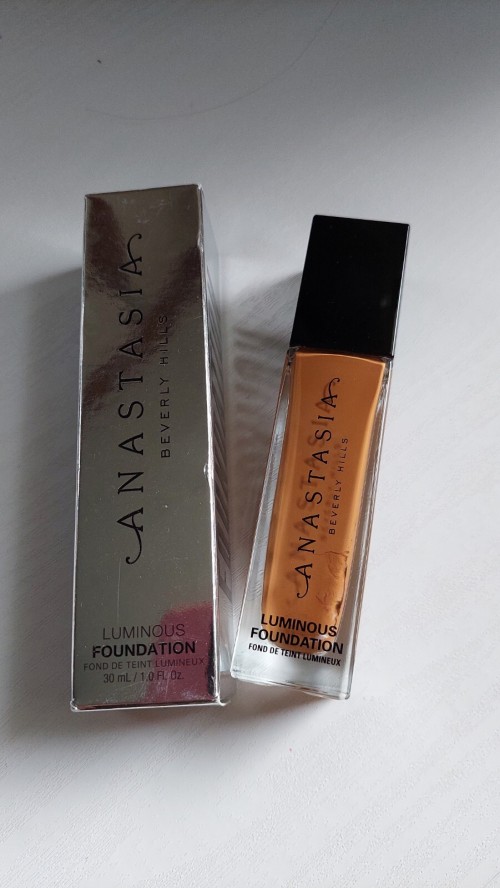 ANASTASIA
BEVERLY HILLS
LUMINOUS
FOUNDATION
FOND DE TEINT LUMINEUX
30 mL / 1.0 Fl. Oz.
ANASTASIA
BEVERLY HILLS
LUMINOUS
FOUNDATION
FOND DE TEINT LUMINEUX